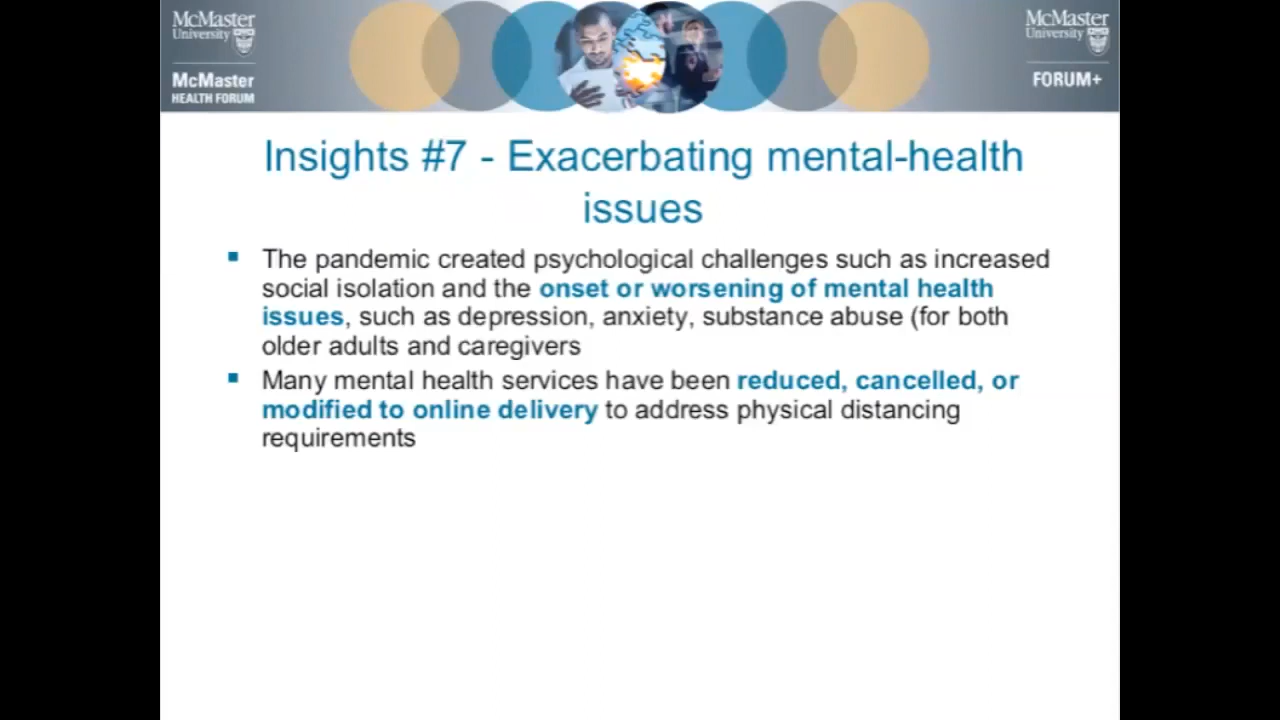 McMaster
University
McMaster
HEALTH FORUM
McMaster
University
FORUM+
Insights #7 - Exacerbating mental-health
issues
The pandemic created psychological challenges such as increased
social isolation and the onset or worsening of mental health
issues, such as depression, anxiety, substance abuse (for both
older adults and caregivers
Many mental health services have been reduced, cancelled, or
modified to online delivery to address physical distancing
requirements